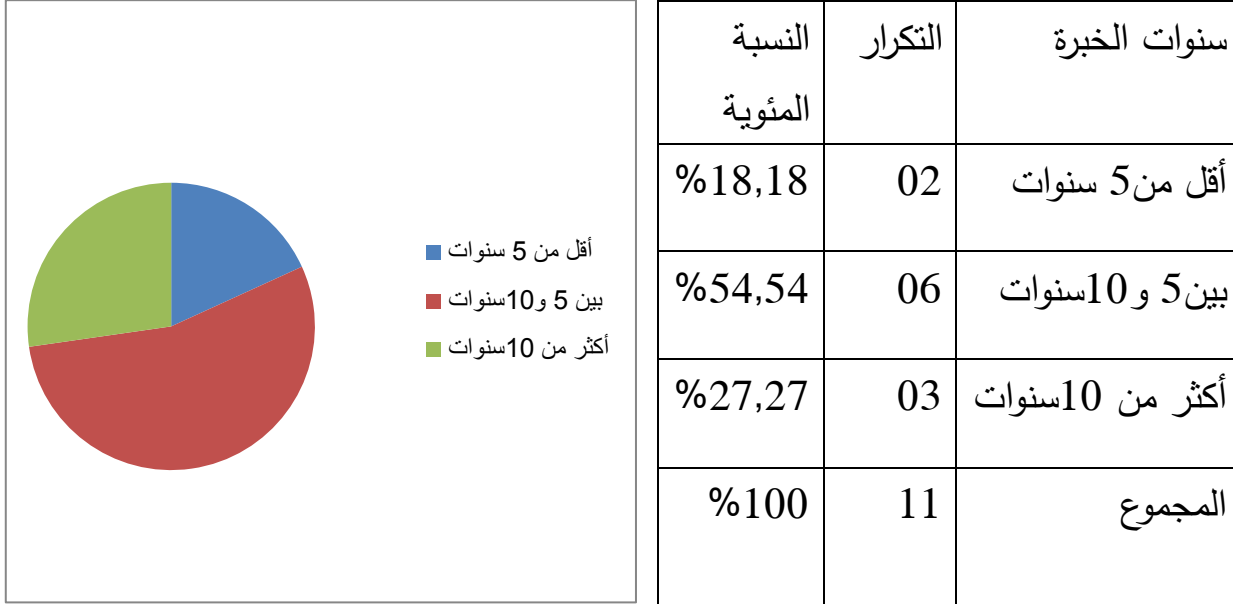 سنوات الخبرة	التكرار	النسبة المئوية
أقل من5 سنوات	02	%18,18
بين5 و10سنوات	06	%54,54
أكثر من 10سنوات	03	%27,27
المجموع	11	%100
أقل من 5 سنوات
بين 5 و10سنوات
أكثر من 10سنوات